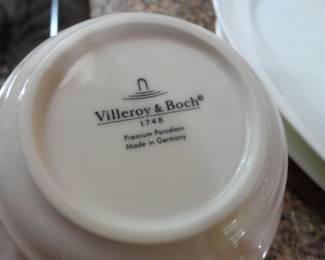 Villeroy & Boch©
1748
Premium Porcelain
Made in Germany